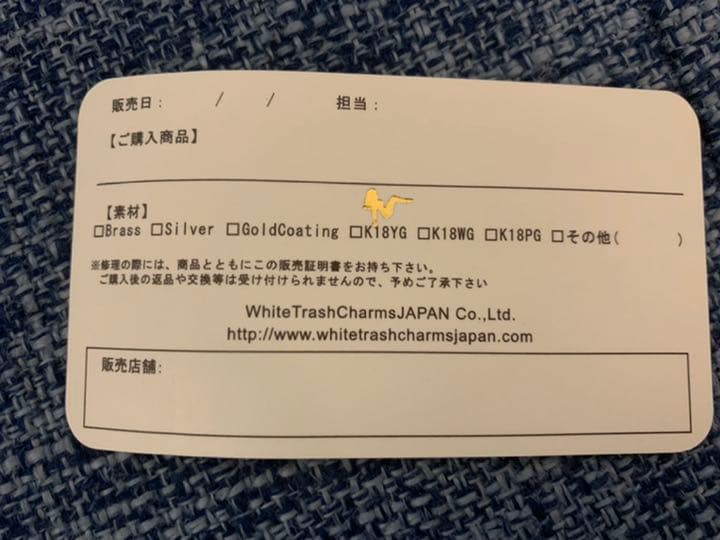 販売日： / / 担当：
【ご購入商品】
【素材】
□Brass □Silver □GoldCoating □K18YG □K18WG □K18PG □その他( )
※修理の際には、商品とともにこの販売証明書をお持ち下さい。
ご購入後の返品や交換等は受け付けられませんので、予めご了承下さい
WhiteTrashCharmsJAPAN Co.,Ltd.
http://www.whitetrashcharmsjapan.com
販売店舗：